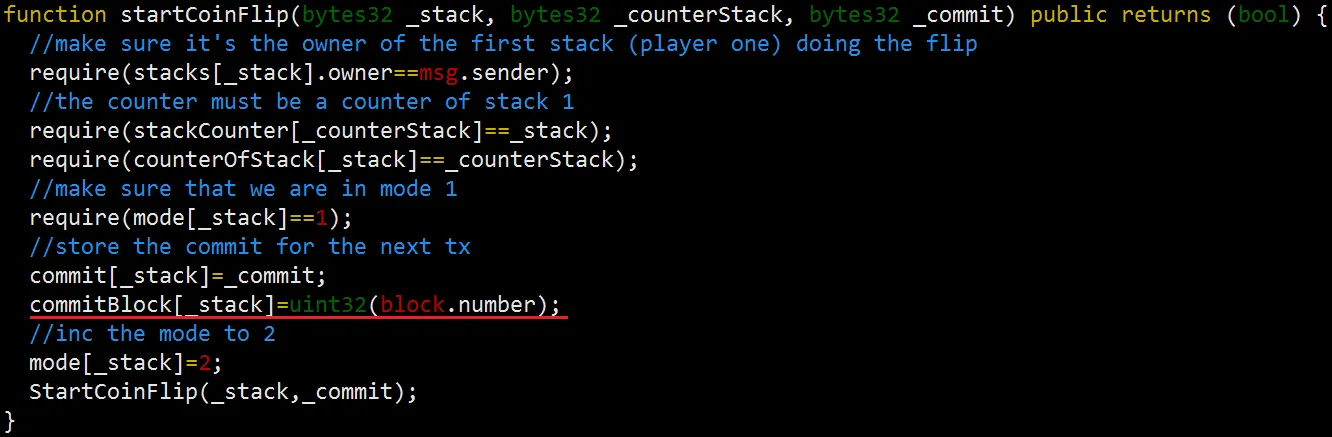 function startCoinFlip(bytes32 _stack, bytes32 _counterStack, bytes32 _commit) public returns (bool) {
  //make sure it's the owner of the first stack (player one) doing the flip
  require(stacks[_stack].owner==msg.sender);
  //the counter must be a counter of stack 1
  require(stackCounter[_counterStack]==_stack);
  require(counterOfStack[_stack]==_counterStack);
  //make sure that we are in mode 1
  require(mode[_stack]==1);
  //store the commit for the next tx
  commit[_stack]=_commit;
  commitBlock[_stack]=uint32(block.number);
  //inc the mode to 2
  mode[_stack]=2;
  StartCoinFlip(_stack,_commit);
}